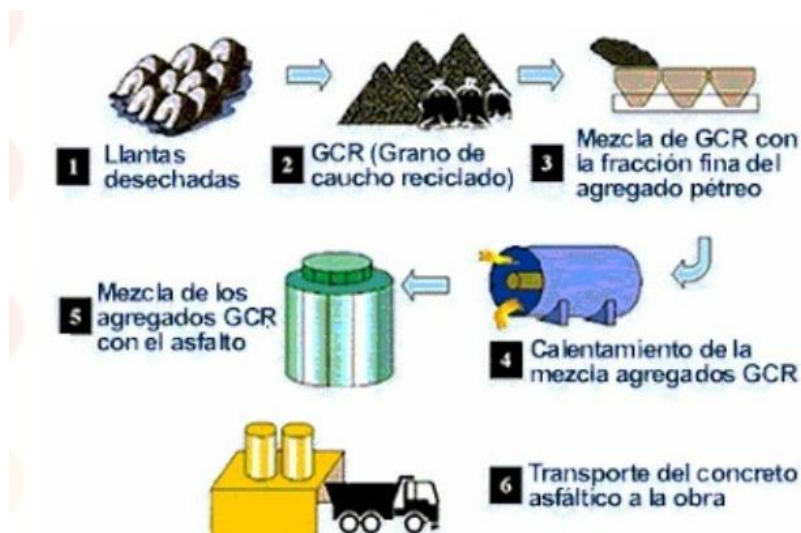 1 Llantas
desechadas
2 GCR (Grano de
caucho reciclado)
3 Mezcla de GCR con
la fracción fina del
agregado pétreo
4 Calentamiento de la
mezcla agregados GCR
5 Mezcla de los
agregados GCR
con el asfalto
6 Transporte del concreto
asfáltico a la obra